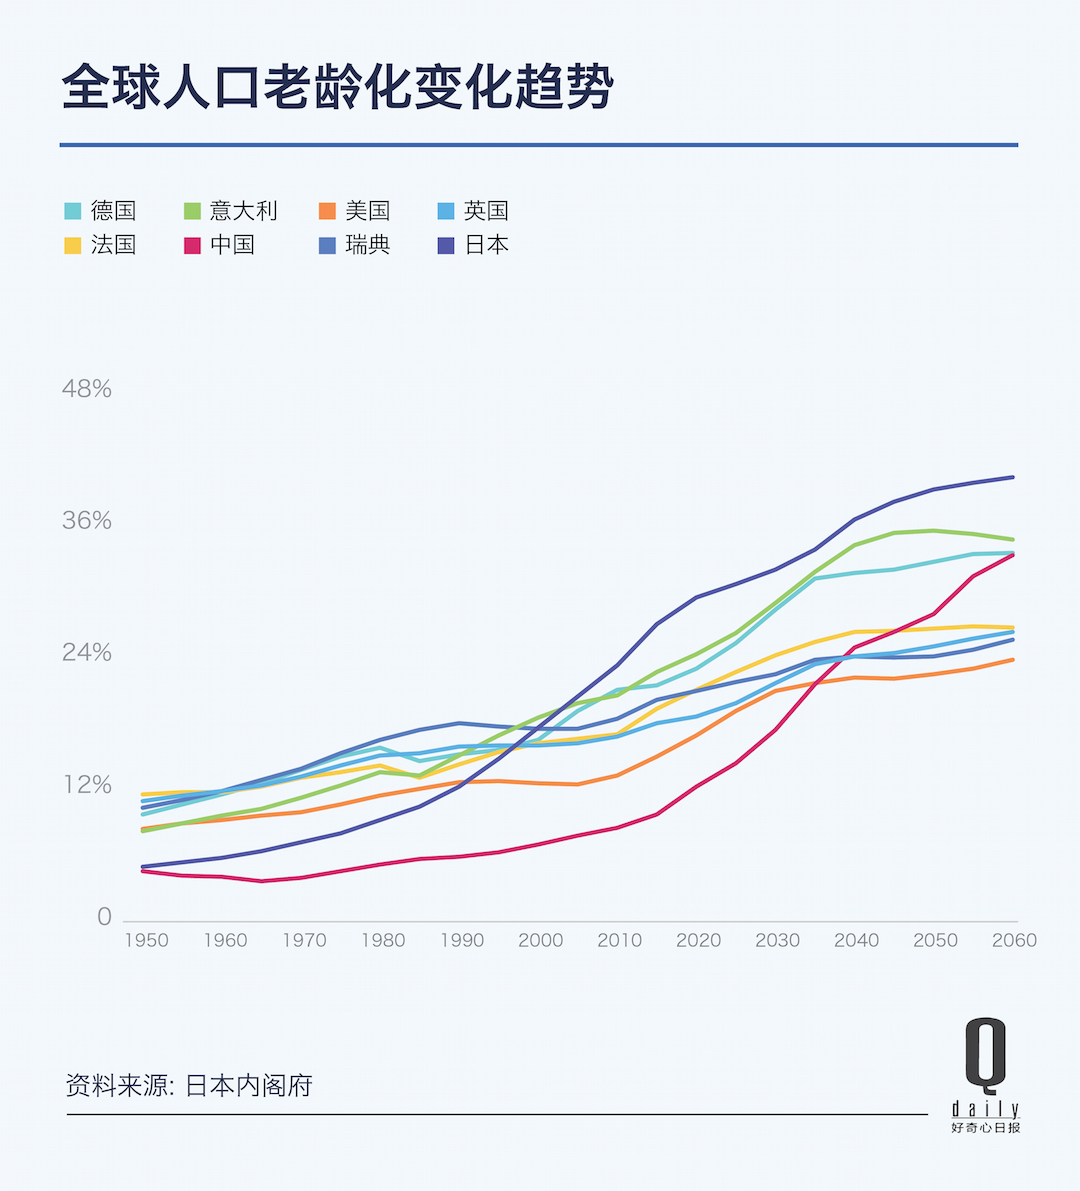 全球人口老龄化变化趋势
德国 意大利 美国 英国
法国 中国 瑞典 日本
48%
36%
24%
12%
0
1950 1960 1970 1980 1990 2000 2010 2020 2030 2040 2050 2060
资料来源: 日本内阁府
Q
daily
好奇心日报